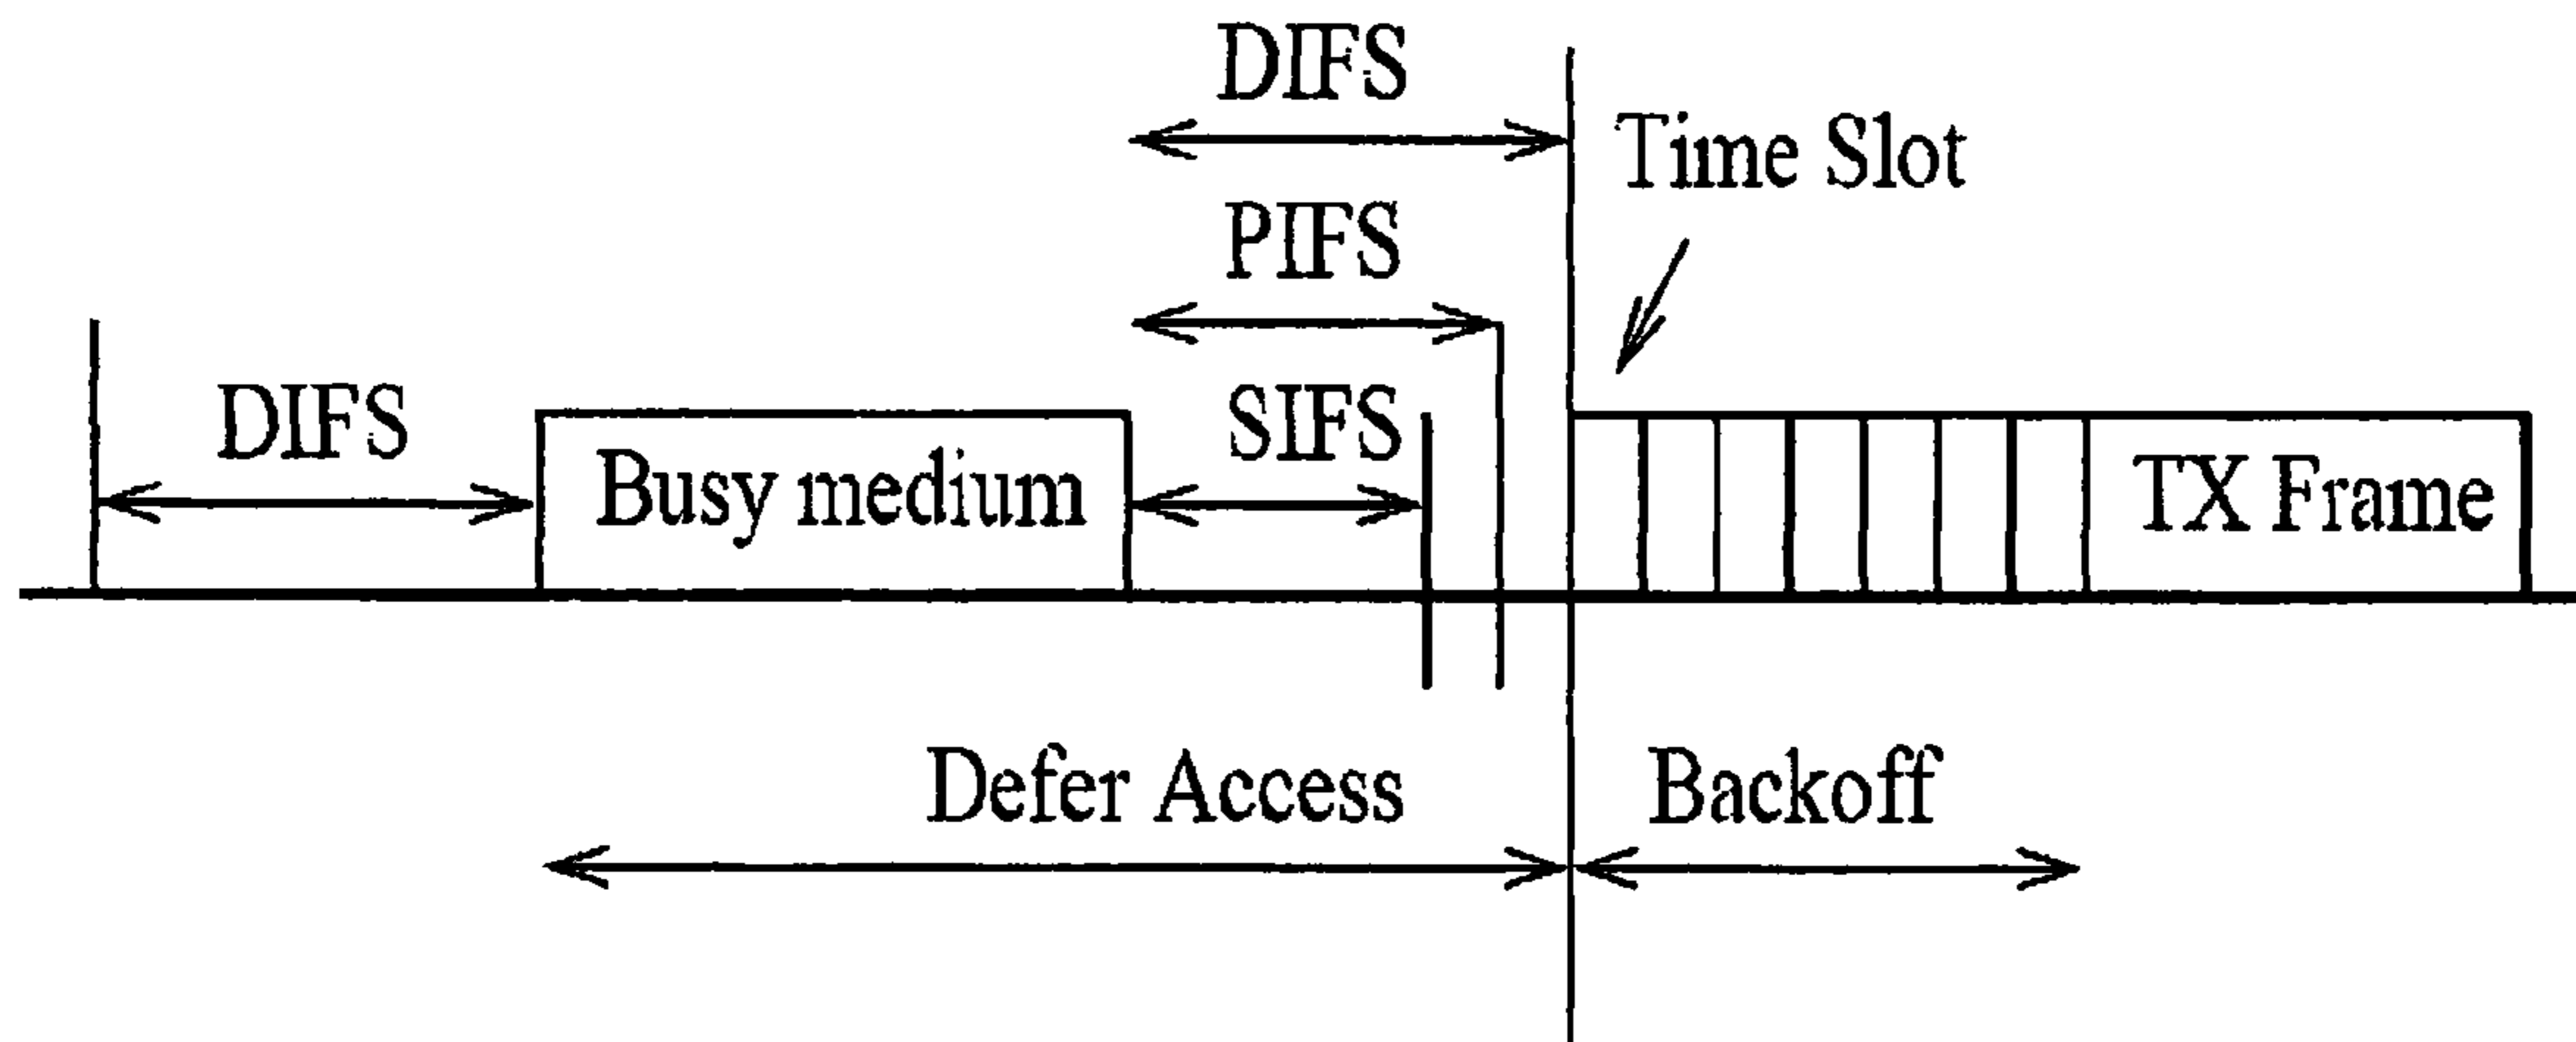 DIFS
Time Slot
PIFS
DIFS
SIFS
Busy medium
TX Frame
Defer Access
Backoff